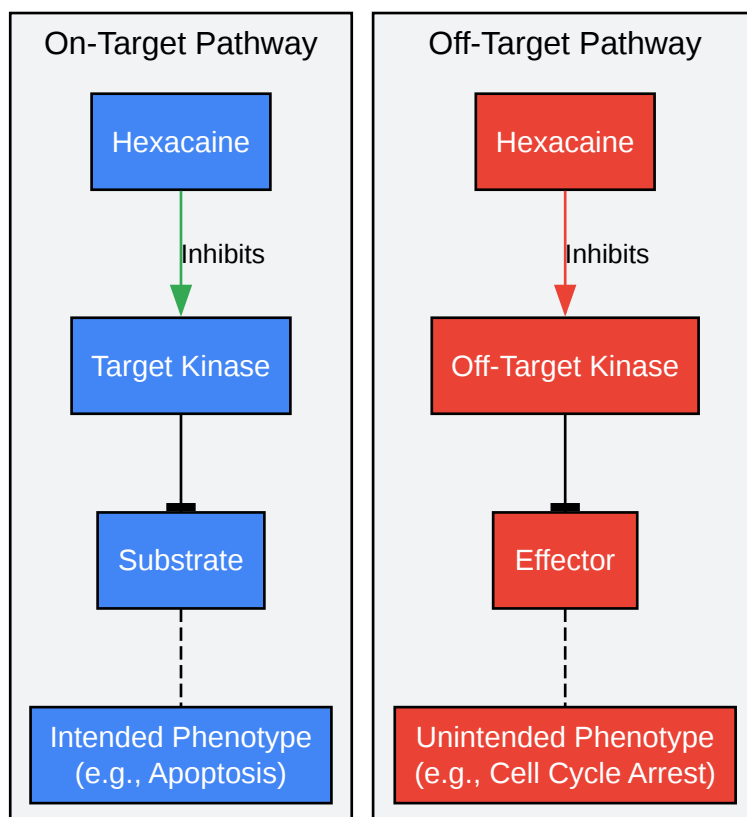 On-Target Pathway
Hexacaine
Inhibits
Target Kinase
Substrate
Intended Phenotype
(e.g., Apoptosis)
Off-Target Pathway
Hexacaine
Inhibits
Off-Target Kinase
Effector
Unintended Phenotype
(e.g., Cell Cycle Arrest)